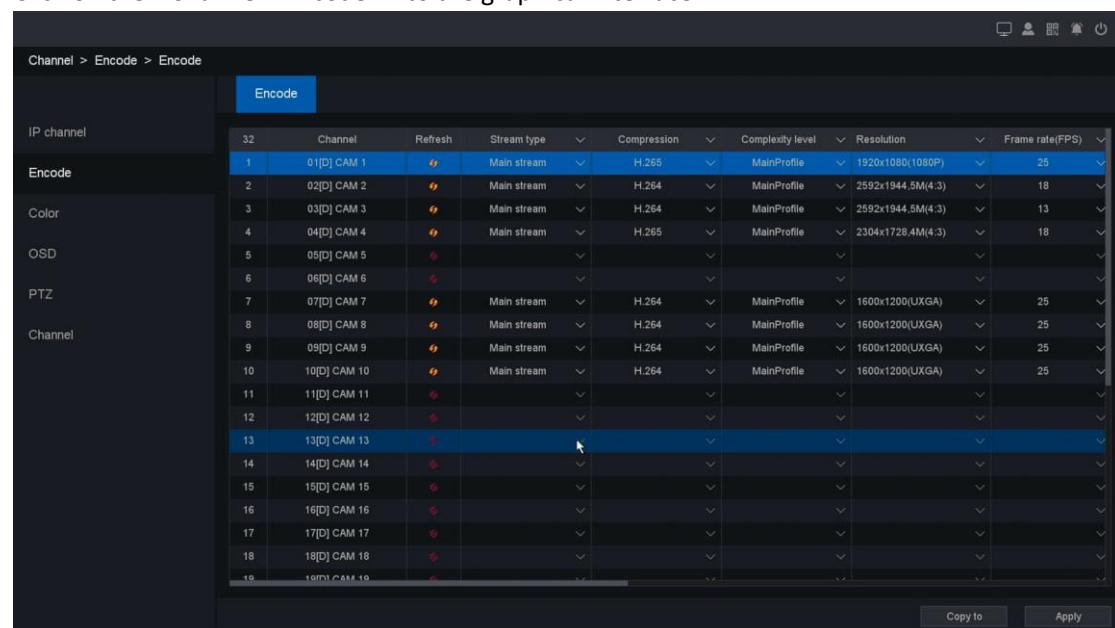 Channel > Encode > Encode
Encode
IP channel
Encode
Color
OSD
PTZ
Channel
32 Channel Refresh Stream type Compression Complexity level Resolution Frame rate(FPS)
1 01[D] CAM 1 Main stream H.265 MainProfile 1920x1080(1080P) 25
2 02[D] CAM 2 Main stream H.264 MainProfile 2592x1944,5M(4:3) 18
3 03[D] CAM 3 Main stream H.264 MainProfile 2592x1944,5M(4:3) 13
4 04[D] CAM 4 Main stream H.265 MainProfile 2304x1728,4M(4:3) 18
5 05[D] CAM 5
6 06[D] CAM 6
7 07[D] CAM 7 Main stream H.264 MainProfile 1600x1200(UXGA) 25
8 08[D] CAM 8 Main stream H.264 MainProfile 1600x1200(UXGA) 25
9 09[D] CAM 9 Main stream H.264 MainProfile 1600x1200(UXGA) 25
10 10[D] CAM 10 Main stream H.264 MainProfile 1600x1200(UXGA) 25
11 11[D] CAM 11
12 12[D] CAM 12
13 13[D] CAM 13
14 14[D] CAM 14
15 15[D] CAM 15
16 16[D] CAM 16
17 17[D] CAM 17
18 18[D] CAM 18
19 19[D] CAM 19
Copy to Apply